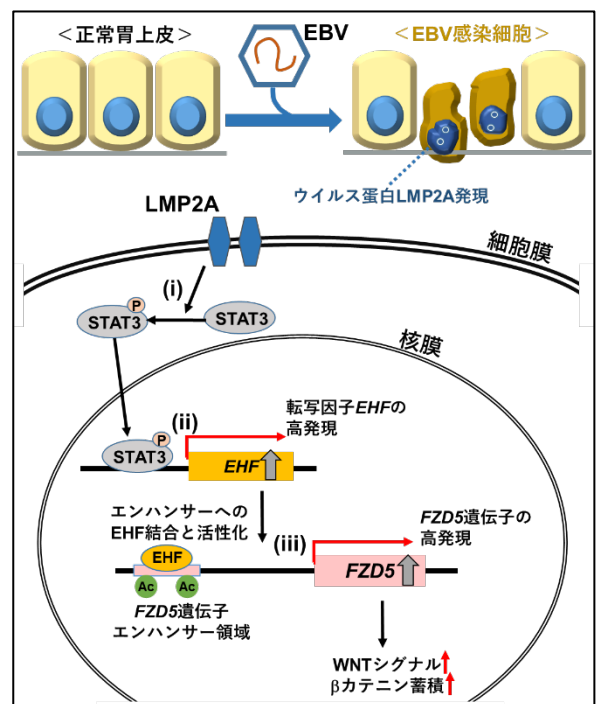 ＜正常胃上皮＞
EBV
＜EBV感染細胞＞
ウイルス蛋白LMP2A発現
LMP2A
細胞膜
(i)
P
STAT3
STAT3
核膜
P
STAT3
(ii)
転写因子EHFの
高発現
EHF
エンハンサーへの
EHF結合と活性化
(iii)
FZD5遺伝子の
高発現
EHF
Ac
Ac
FZD5
FZD5遺伝子
エンハンサー領域
WNTシグナル
βカテニン蓄積